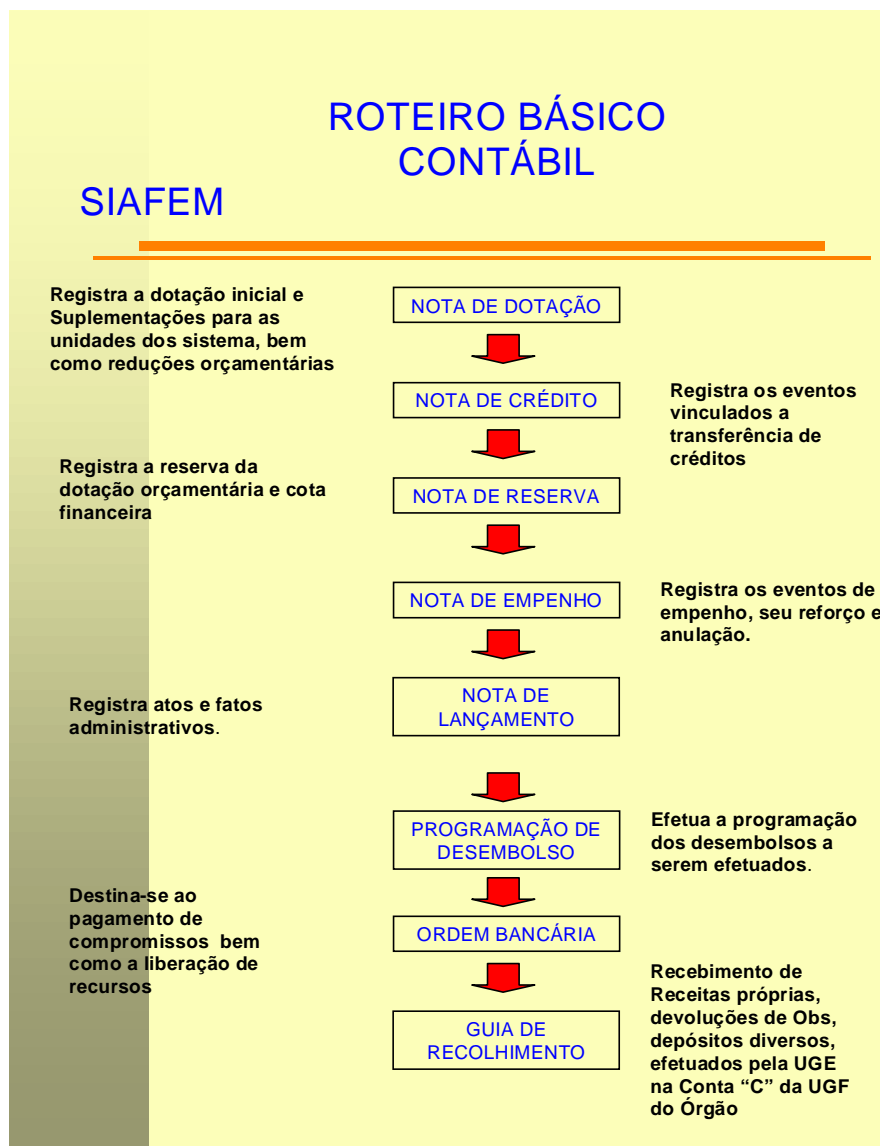 ROTEIRO BÁSICO
CONTÁBIL
SIAFEM
Registra a dotação inicial e
Suplementações para as
unidades dos sistema, bem
como reduções orçamentárias
NOTA DE DOTAÇÃO
NOTA DE CRÉDITO
Registra os eventos
vinculados a
transferência de
créditos
Registra a reserva da
dotação orçamentária e cota
financeira
NOTA DE RESERVA
NOTA DE EMPENHO
Registra os eventos de
empenho, seu reforço e
anulação.
Registra atos e fatos
administrativos.
NOTA DE
LANÇAMENTO
PROGRAMAÇÃO DE
DESEMBOLSO
Efetua a programação
dos desembolsos a
serem efetuados.
Destina-se ao
pagamento de
compromissos bem
como a liberação de
recursos
ORDEM BANCÁRIA
GUIA DE
RECOLHIMENTO
Recebimento de
Receitas próprias,
devoluções de Obs,
depósitos diversos,
efetuados pela UGE
na Conta “C” da UGF
do Órgão